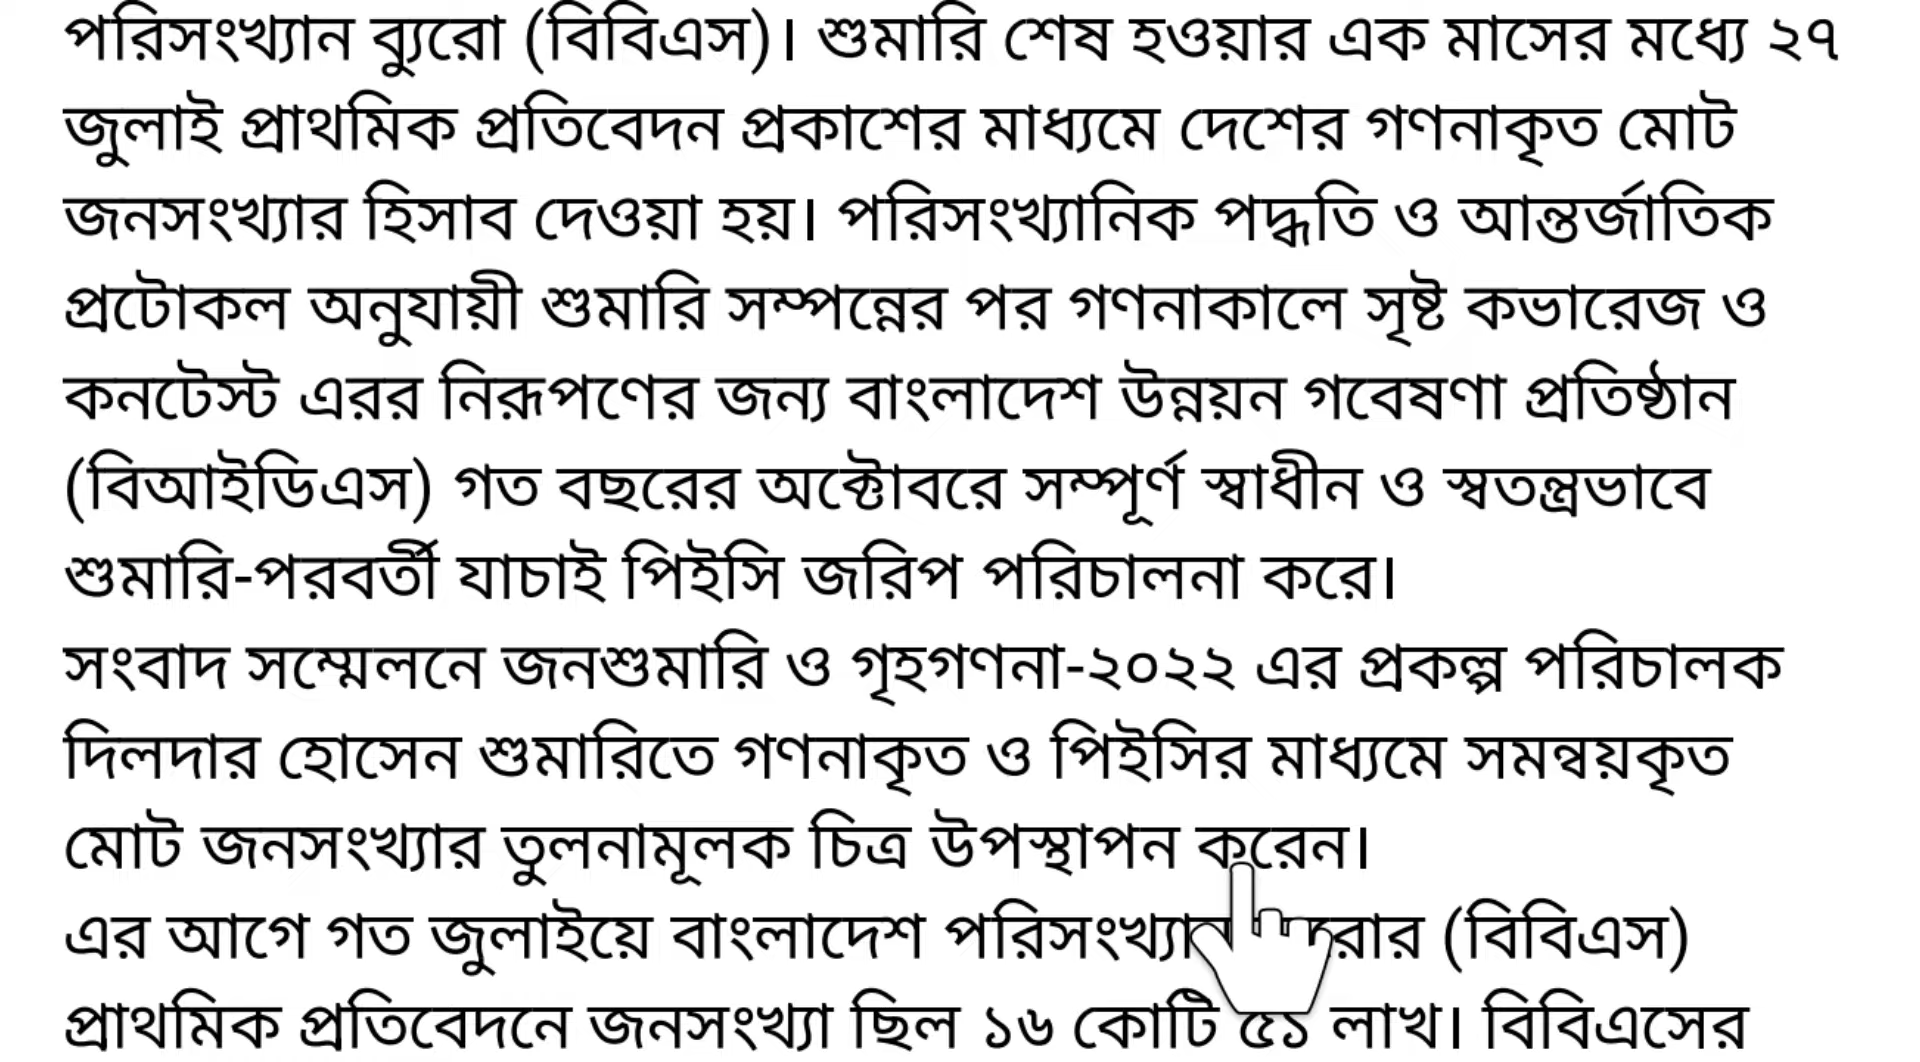 পরিসংখ্যান ব্যুরো (বিবিএস)। শুমারি শেষ হওয়ার এক মাসের মধ্যে ২৭
জুলাই প্রাথমিক প্রতিবেদন প্রকাশের মাধ্যমে দেশের গণনাকৃত মোট
জনসংখ্যার হিসাব দেওয়া হয়। পরিসংখ্যানিক পদ্ধতি ও আন্তর্জাতিক
প্রটোকল অনুযায়ী শুমারি সম্পন্নের পর গণনাকালে সৃষ্ট কভারেজ ও
কনটেস্ট এরর নিরূপণের জন্য বাংলাদেশ উন্নয়ন গবেষণা প্রতিষ্ঠান
(বিআইডিএস) গত বছরের অক্টোবরে সম্পূর্ণ স্বাধীন ও স্বতন্ত্রভাবে
শুমারি-পরবর্তী যাচাই পিইসি জরিপ পরিচালনা করে।
সংবাদ সম্মেলনে জনশুমারি ও গৃহগণনা-২০২২ এর প্রকল্প পরিচালক
দিলদার হোসেন শুমারিতে গণনাকৃত ও পিইসির মাধ্যমে সমন্বয়কৃত
মোট জনসংখ্যার তুলনামূলক চিত্র উপস্থাপন করেন।
এর আগে গত জুলাইয়ে বাংলাদেশ (বিবিএস)
প্রাথমিক প্রতিবেদনে জনসংখ্যা ছিল ১৬ কোটি ৫১ লাখ। বিবিএসের